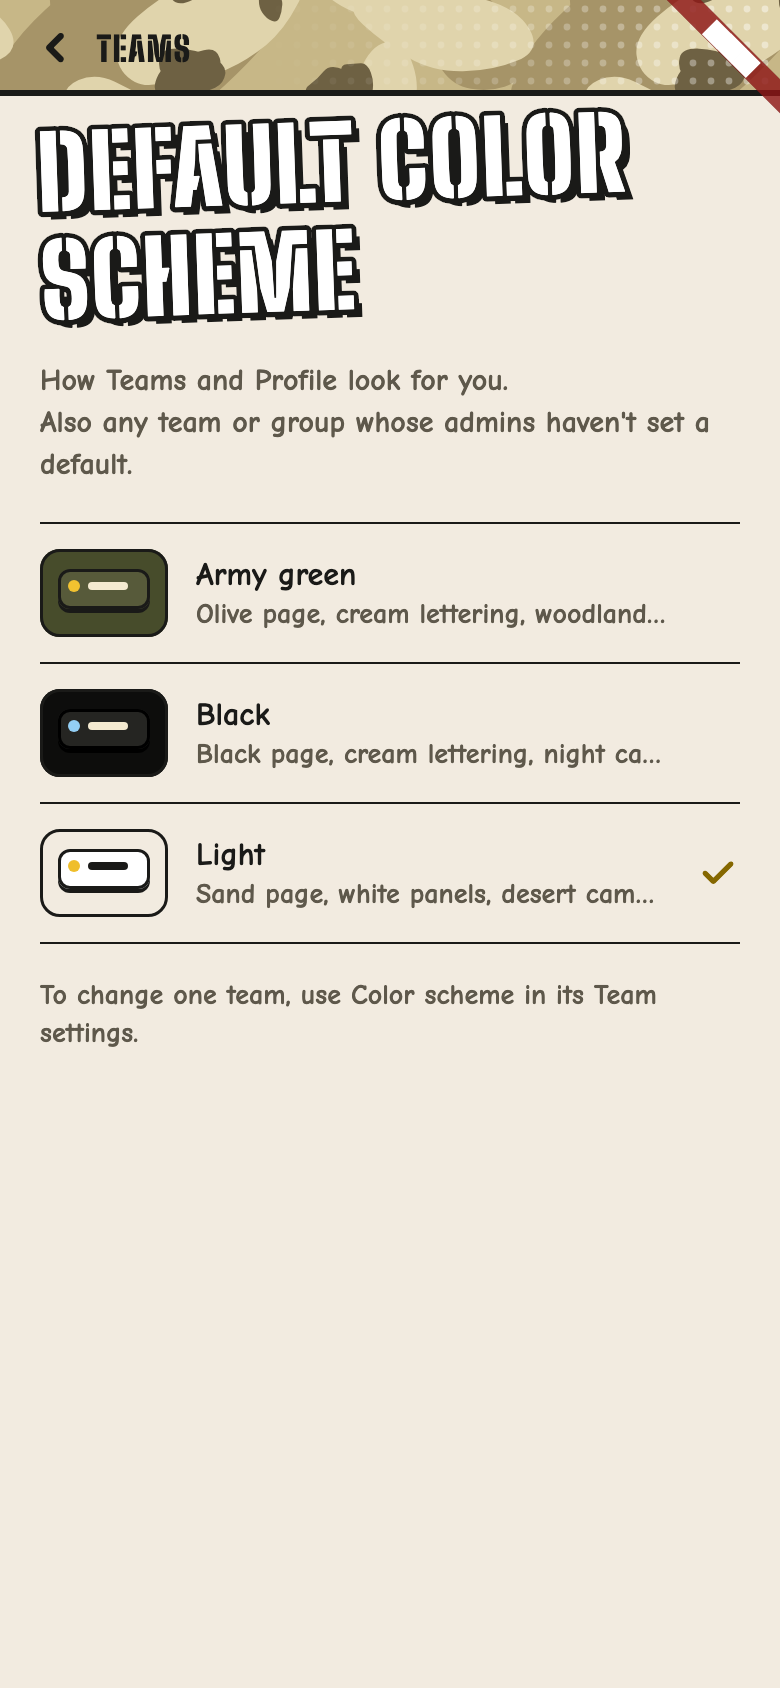 TEAMS
DEFAULT COLOR
SCHEME
How Teams and Profile look for you.
Also any team or group whose admins haven't set a
default.
Army green
Olive page, cream lettering, woodland...
Black
Black page, cream lettering, night ca...
Light
Sand page, white panels, desert cam...
To change one team, use Color scheme in its Team
settings.